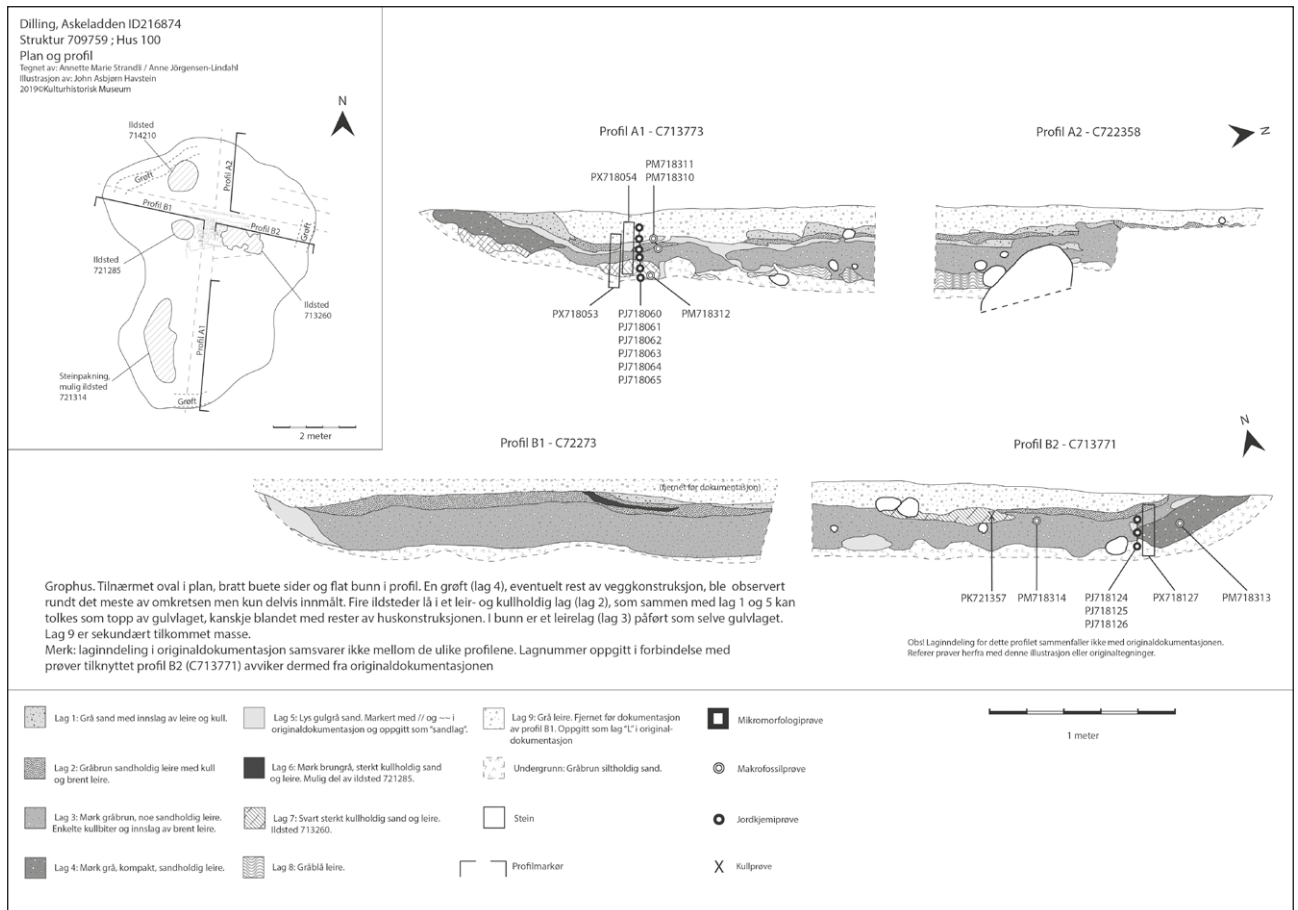 Dilling, Askeladden ID216874
Struktur 709759 ; Hus 100
Plan og profil
Tegnet av: Annette Marie Strandli / Anne Jörgensen-Lindahl
Illustrasjon av: John Asbjørn Havstein
2019©Kulturhistorisk Museum
N
Ildsted
714210
Grøft
Profil A2
Profil B1
Profil B2
Grøft
Ildsted
721285
Ildsted
713260
Profil A1
Steinpakning,
mulig ildsted
721314
Grøft
2 meter
Profil A1 - C713773
PM718311
PX718054
PM718310
PX718053
PJ718060
PM718312
PJ718061
PJ718062
PJ718063
PJ718064
PJ718065
Profil A2 - C722358
N
Profil B1 - C72273
(fjernet før dokumentasjon)
Profil B2 - C713771
N
PK721357
PM718314
PJ718124
PX718127
PM718313
PJ718125
PJ718126
Obs! Laginndeling for dette profilet sammenfaller ikke med originaldokumentasjonen.
Referer prøver herfra med denne illustrasjon eller originaltegninger.
Grophus. Tilnærmet oval i plan, bratt buete sider og flat bunn i profil. En grøft (lag 4), eventuelt rest av veggkonstruksjon, ble observert
rundt det meste av omkretsen men kun delvis innmålt. Fire ildsteder lå i et leir- og kullholdig lag (lag 2), som sammen med lag 1 og 5 kan
tolkes som topp av gulvlaget, kanskje blandet med rester av huskonstruksjonen. I bunn er et leirelag (lag 3) påført som selve gulvlaget.
Lag 9 er sekundært tilkommet masse.
Merk: laginndeling i originaldokumentasjon samsvarer ikke mellom de ulike profilene. Lagnummer oppgitt i forbindelse med
prøver tilknyttet profil B2 (C713771) avviker dermed fra originaldokumentasjonen
Lag 1: Grå sand med innslag av leire og kull.
Lag 2: Gråbrun sandholdig leire med kull
og brent leire.
Lag 3: Mørk gråbrun, noe sandholdig leire.
Enkelte kullbiter og innslag av brent leire.
Lag 4: Mørk grå, kompakt, sandholdig leire.
Lag 5: Lys gulgrå sand. Markert med // og ~~ i
originaldokumentasjon og oppgitt som "sandlag".
Lag 6: Mørk brungrå, sterkt kullholdig sand
og leire. Mulig del av ildsted 721285.
Lag 7: Svart sterkt kullholdig sand og leire.
Ildsted 713260.
Lag 8: Gråblå leire.
Lag 9: Grå leire. Fjernet før dokumentasjon
av profil B1. Oppgitt som lag "L" i original-
dokumentasjon
Undergrunn: Gråbrun siltholdig sand.
Stein
Profilmarkør
Mikromorfologiprøve
Makrofossilprøve
Jordkjemiprøve
X Kullprøve
1 meter